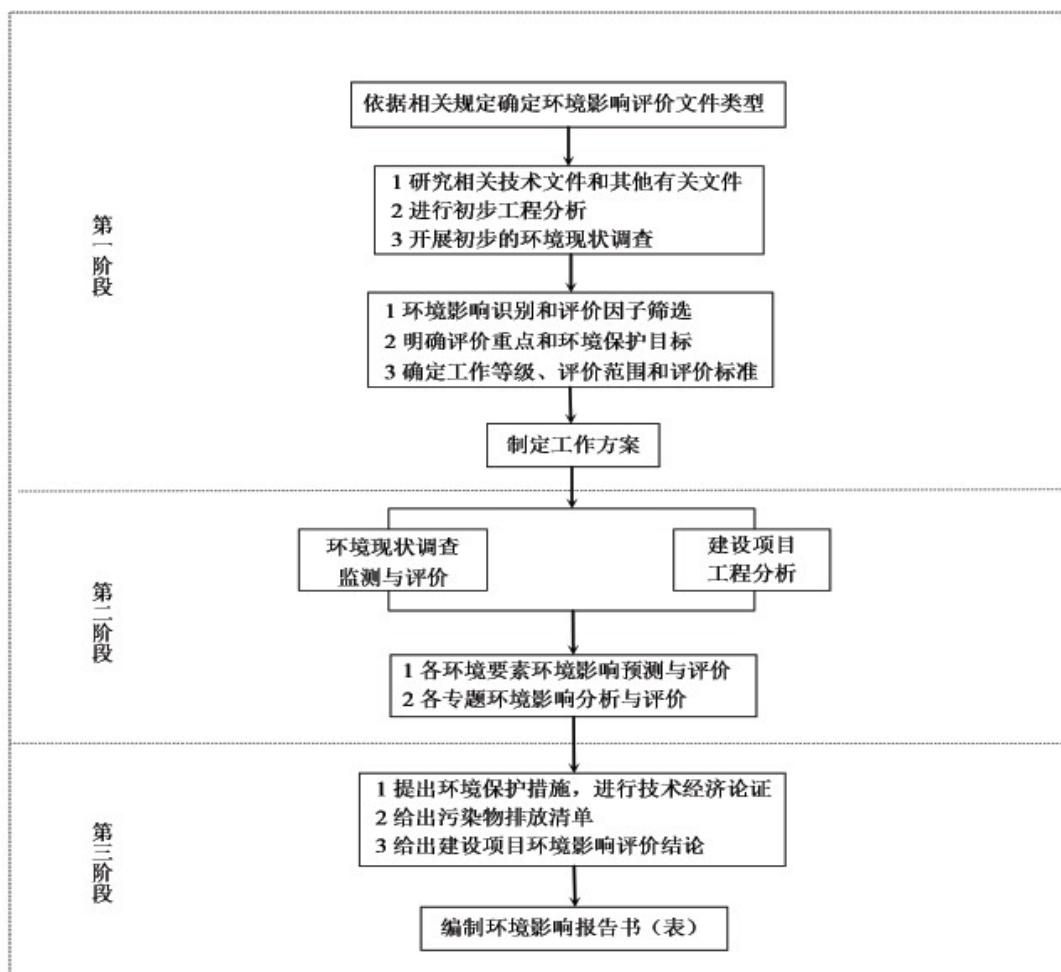 依据相关规定确定环境影响评价文件类型
1 研究相关技术文件和其他有关文件
2 进行初步工程分析
3 开展初步的环境现状调查
第一阶段
1 环境影响识别和评价因子筛选
2 明确评价重点和环境保护目标
3 确定工作等级、评价范围和评价标准
制定工作方案
环境现状调查
监测与评价
建设项目
工程分析
第二阶段
1 各环境要素环境影响预测与评价
2 各专题环境影响分析与评价
1 提出环境保护措施，进行技术经济论证
2 给出污染物排放清单
3 给出建设项目环境影响评价结论
第三阶段
编制环境影响报告书（表）